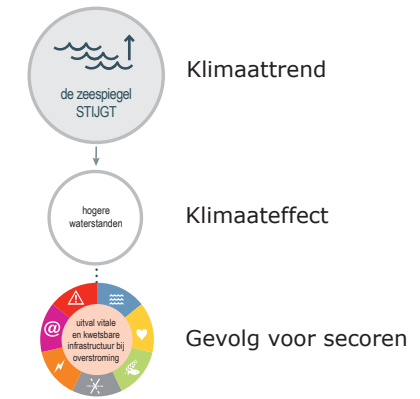 de zeespiegel
STIJGT
Klimaattrend
hogere
waterstanden
Klimaateffect
@
uitval vitale
en kwetsbare
infrastructuur bij
overstroming
Gevolg voor secoren